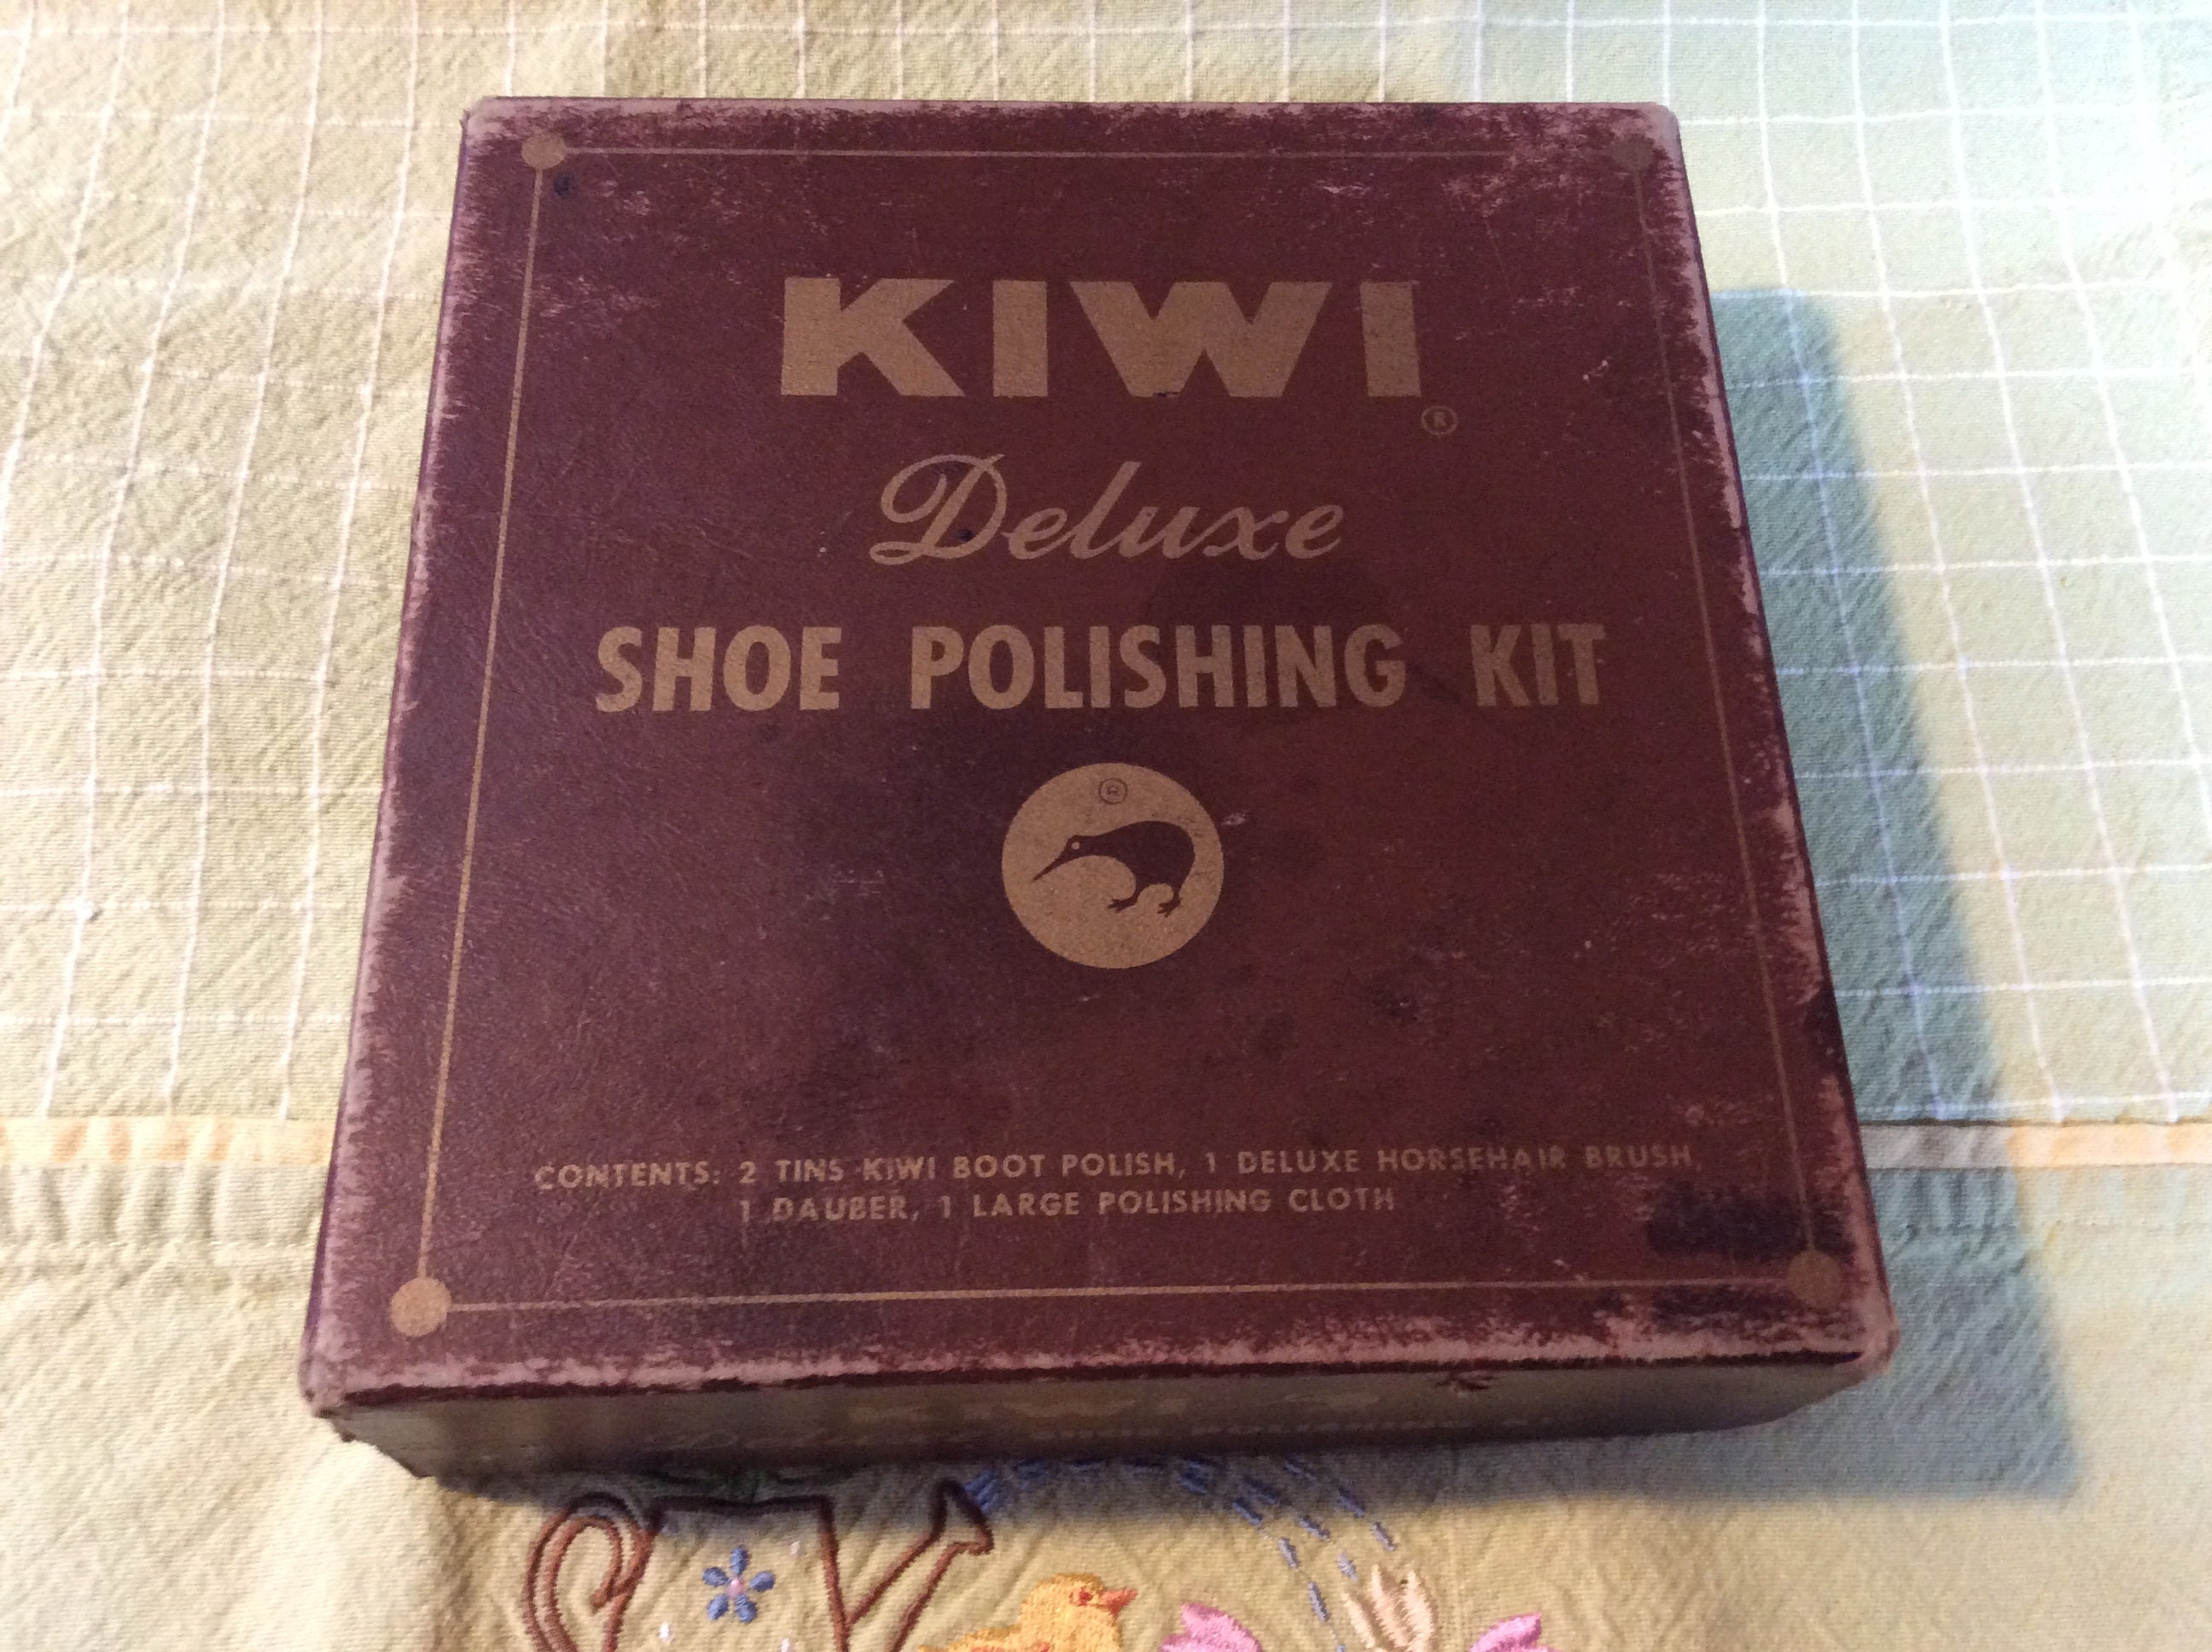 KIWI
®
Deluxe
SHOE POLISHING KIT
®
CONTENTS: 2 TINS KIWI BOOT POLISH, 1 DELUXE HORSEHAIR BRUSH,
1 DAUBER, 1 LARGE POLISHING CLOTH